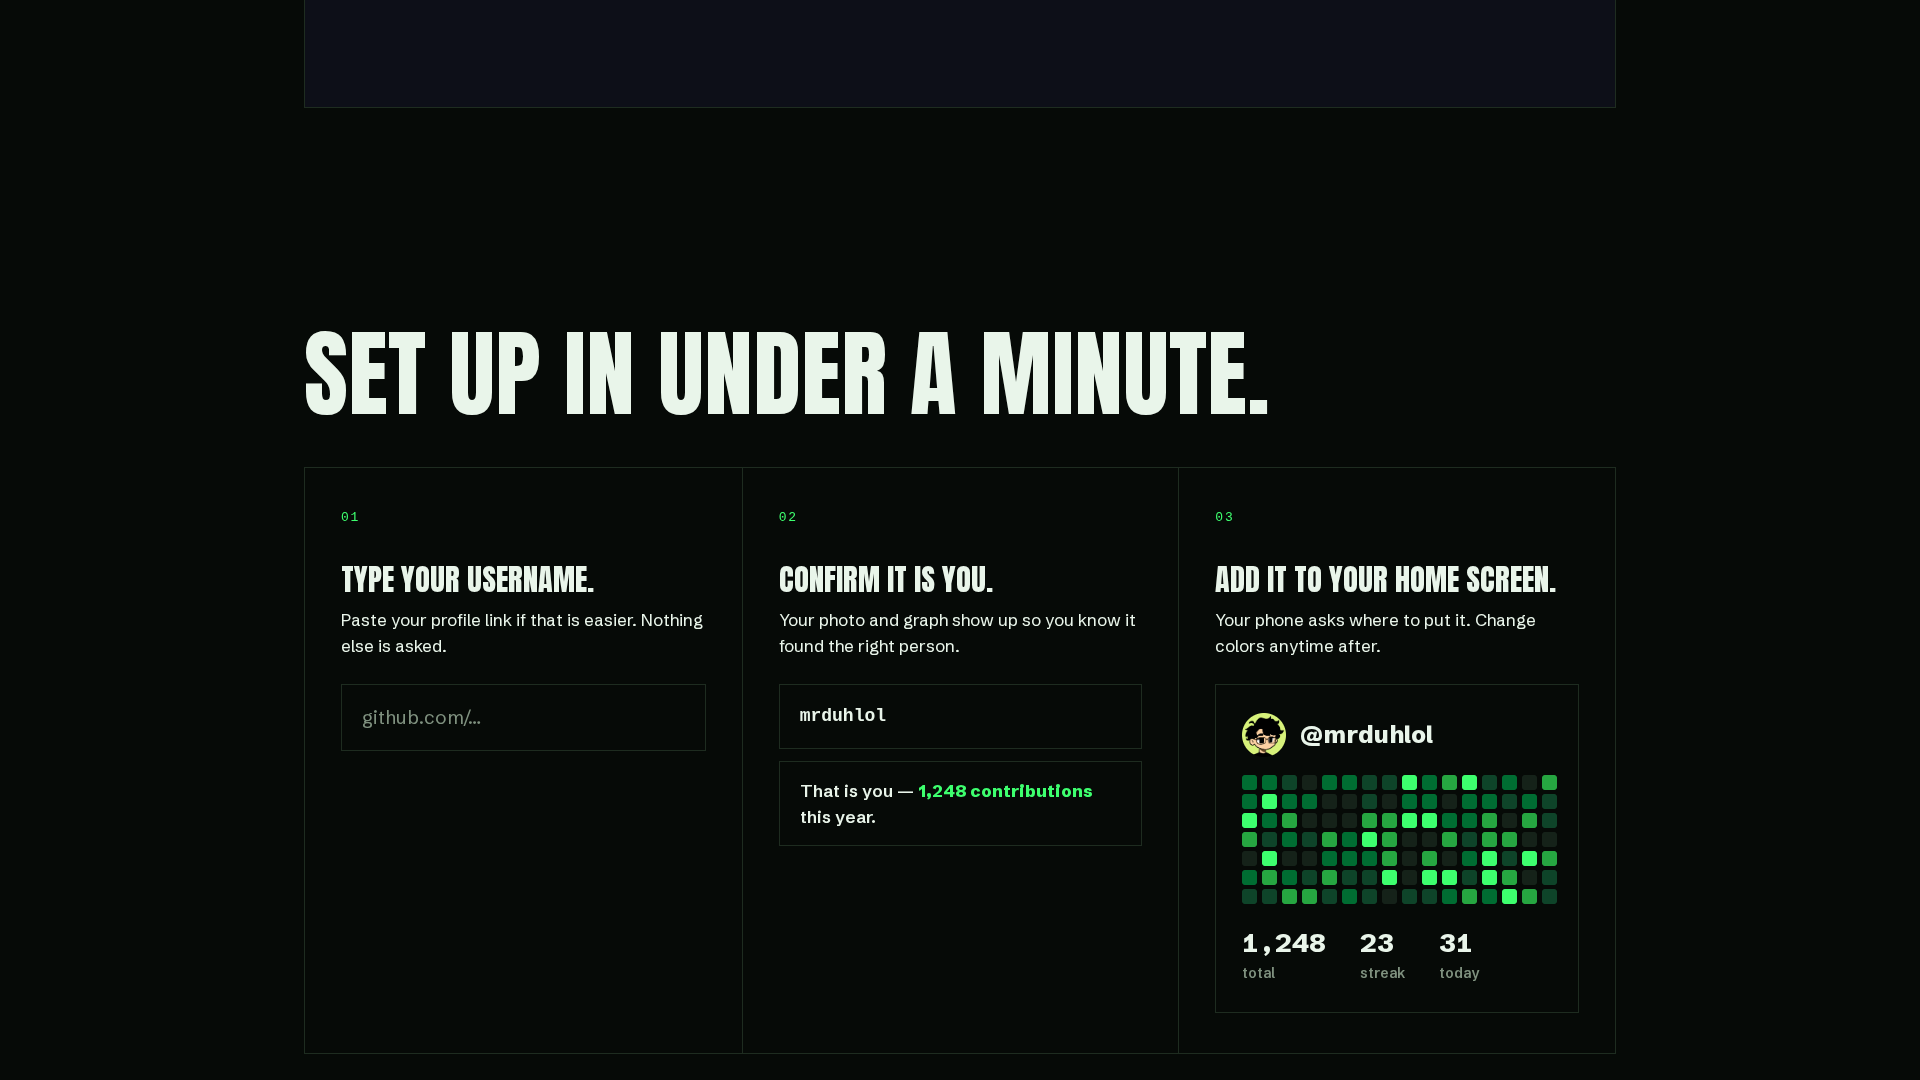 SET UP IN UNDER A MINUTE.
01
TYPE YOUR USERNAME.
Paste your profile link if that is easier. Nothing
else is asked.
github.com/...
02
CONFIRM IT IS YOU.
Your photo and graph show up so you know it
found the right person.
mrduhlol
That is you — 1,248 contributions
this year.
03
ADD IT TO YOUR HOME SCREEN.
Your phone asks where to put it. Change
colors anytime after.
@mrduhlol
1,248 23 31
total streak today